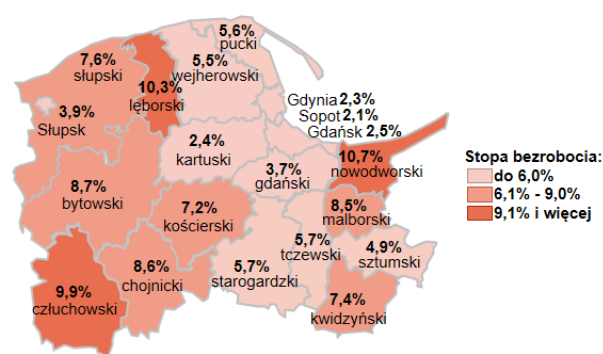 5,6%
pucki
7,6%
słupski
5,5%
wejherowski
10,3%
lęborski
Gdynia 2,3%
Sopot 2,1%
Gdańsk 2,5%
3,9%
Słupsk
2,4%
kartuski
3,7%
gdański
10,7%
nowodworski
Stopa bezrobocia:
do 6,0%
6,1% - 9,0%
9,1% i więcej
8,7%
bytowski
7,2%
kościerski
8,5%
malborski
5,7%
tczewski
4,9%
sztumski
9,9%
człuchowski
8,6%
chojnicki
5,7%
starogardzki
7,4%
kwidzyński